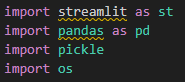 import streamlit as st
import pandas as pd
import pickle
import os